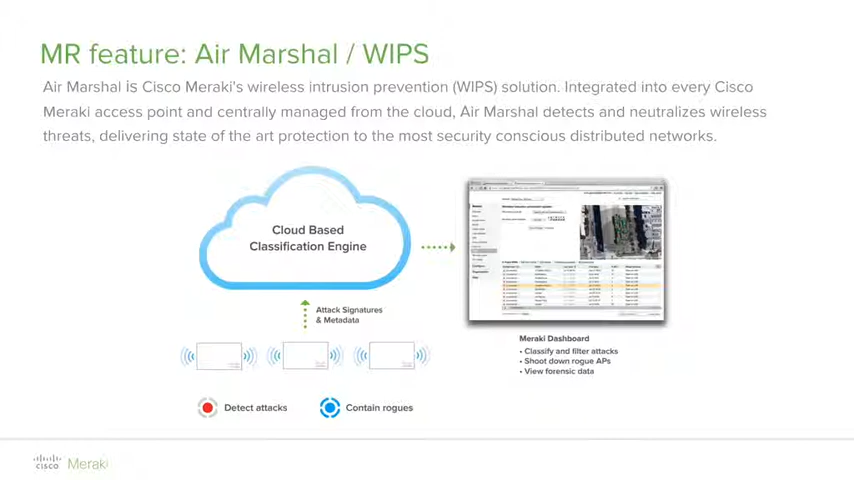 MR feature: Air Marshal / WIPS
Air Marshal is Cisco Meraki's wireless intrusion prevention (WIPS) solution. Integrated into every Cisco
Meraki access point and centrally managed from the cloud, Air Marshal detects and neutralizes wireless
threats, delivering state of the art protection to the most security conscious distributed networks.
Cloud Based
Classification Engine
Attack Signatures
& Metadata
Meraki Dashboard
• Classify and filter attacks
• Shoot down rogue APs
• View forensic data
Detect attacks
Contain rogues
CISCO Meraki